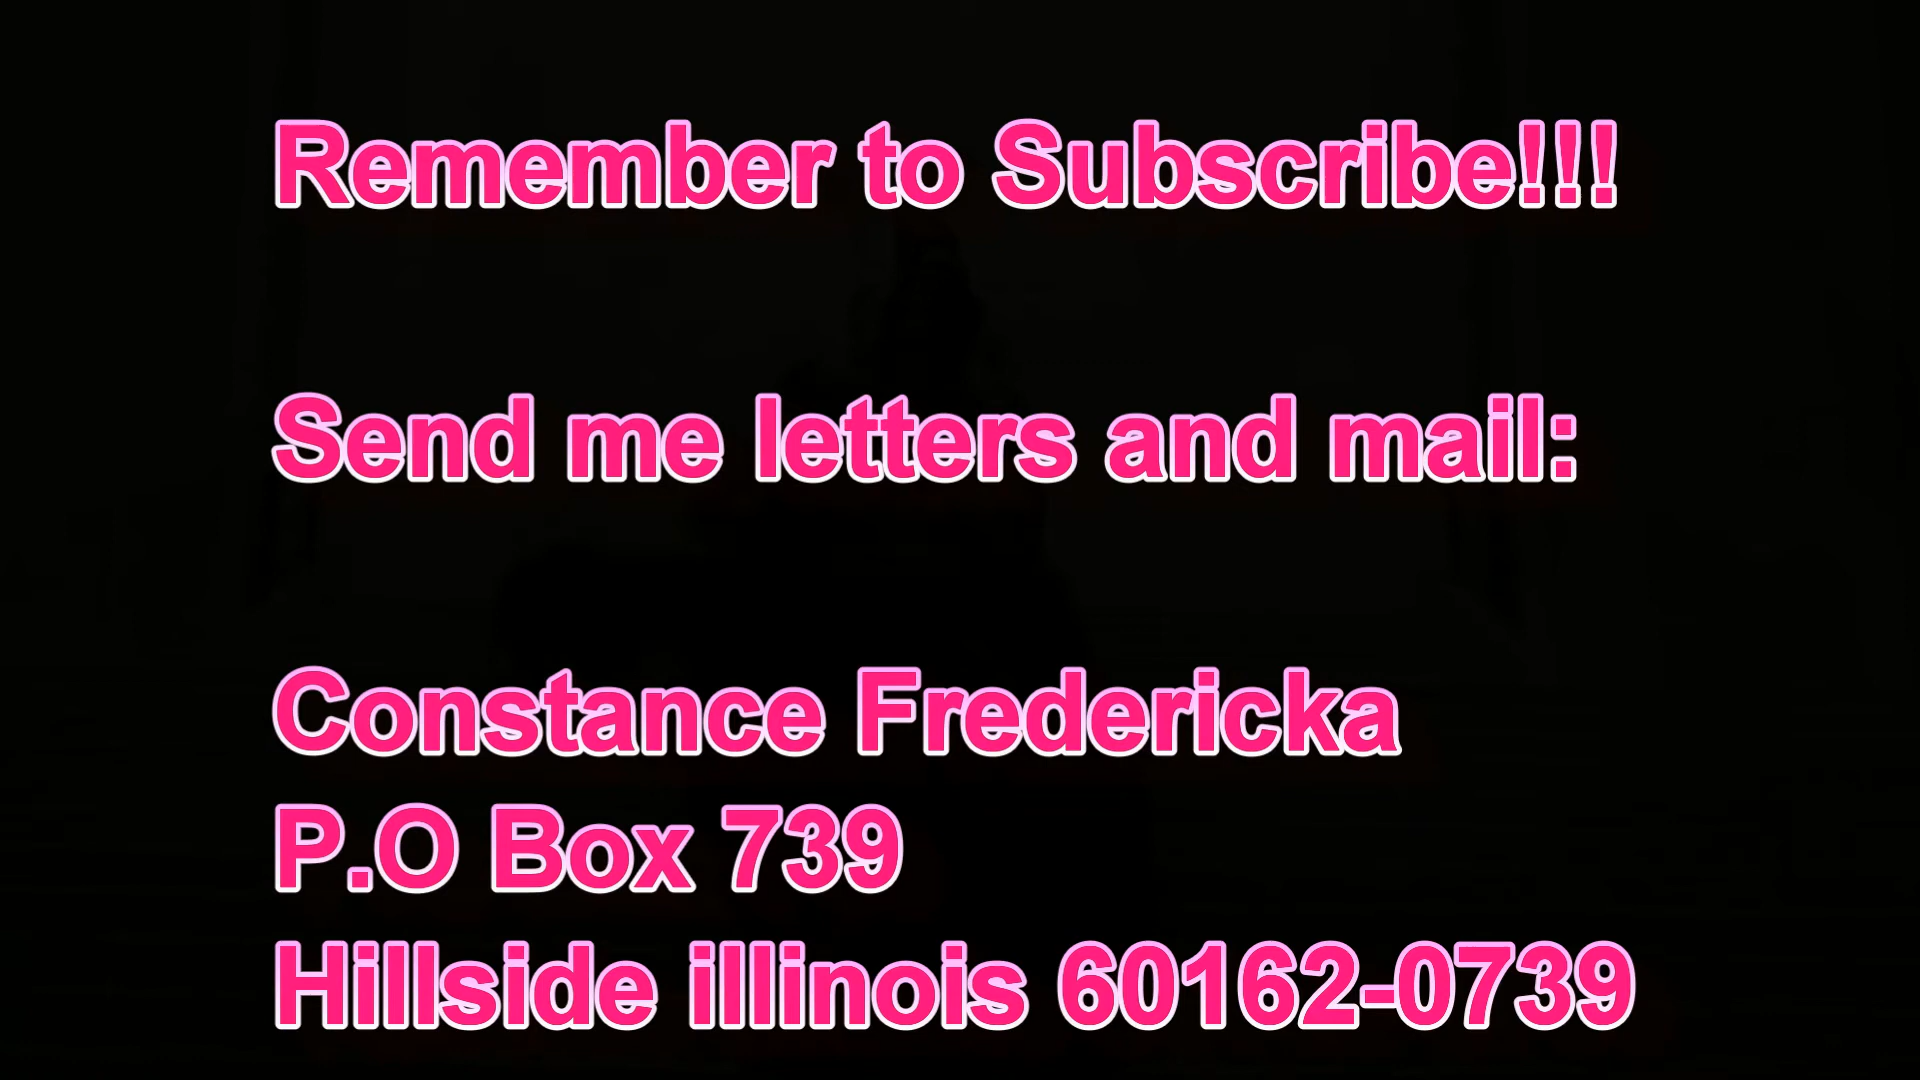 Remember to Subscribe!!!
Send me letters and mail:
Constance Fredericka
P.O Box 739
Hillside illinois 60162-0739